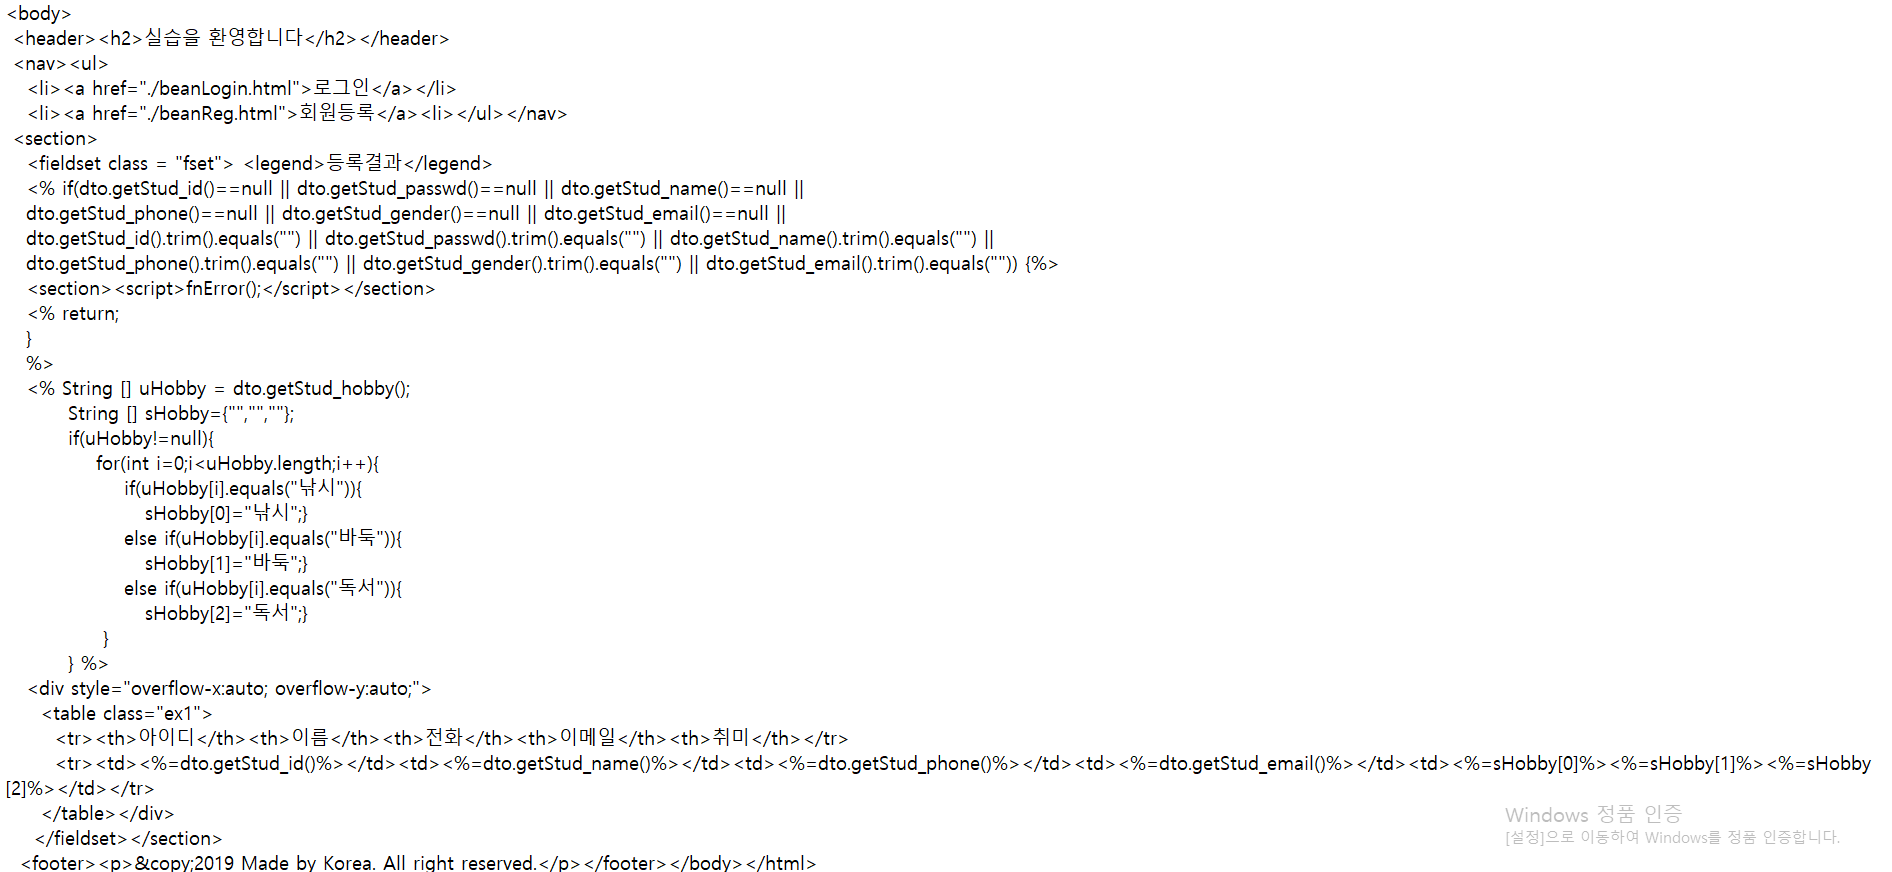 <body>
<header><h2>실습을 환영합니다</h2></header>
<nav><ul>
<li><a href="./beanLogin.html">로그인</a></li>
<li><a href="./beanReg.html">회원등록</a><li></ul></nav>
<section>
<fieldset class = "fset"> <legend>등록결과</legend>
<% if(dto.getStud_id()==null || dto.getStud_passwd()==null || dto.getStud_name()==null ||
dto.getStud_phone()==null || dto.getStud_gender()==null || dto.getStud_email()==null ||
dto.getStud_id().trim().equals("") || dto.getStud_passwd().trim().equals("") || dto.getStud_name().trim().equals("") ||
dto.getStud_phone().trim().equals("") || dto.getStud_gender().trim().equals("") || dto.getStud_email().trim().equals("")) {%>
<section><script>fnError();</script></section>
<% return;
}
%>
<% String [] uHobby = dto.getStud_hobby();
String [] sHobby={"","",""};
if(uHobby!=null){
for(int i=0;i<uHobby.length;i++){
if(uHobby[i].equals("낚시")){
sHobby[0]="낚시";}
else if(uHobby[i].equals("바둑")){
sHobby[1]="바둑";}
else if(uHobby[i].equals("독서")){
sHobby[2]="독서";}
}
} %>
<div style="overflow-x:auto; overflow-y:auto;">
<table class="ex1">
<tr><th>아이디</th><th>이름</th><th>전화</th><th>이메일</th><th>취미</th></tr>
<tr><td><%=dto.getStud_id()%></td><td><%=dto.getStud_name()%></td><td><%=dto.getStud_phone()%></td><td><%=dto.getStud_email()%></td><td><%=sHobby[0]%><%=sHobby[1]%><%=sHobby
[2]%></td></tr>
</table></div>
</fieldset></section>
<footer><p>&copy;2019 Made by Korea. All right reserved.</p></footer></body></html>
Windows 정품 인증
[설정]으로 이동하여 Windows를 정품 인증합니다.